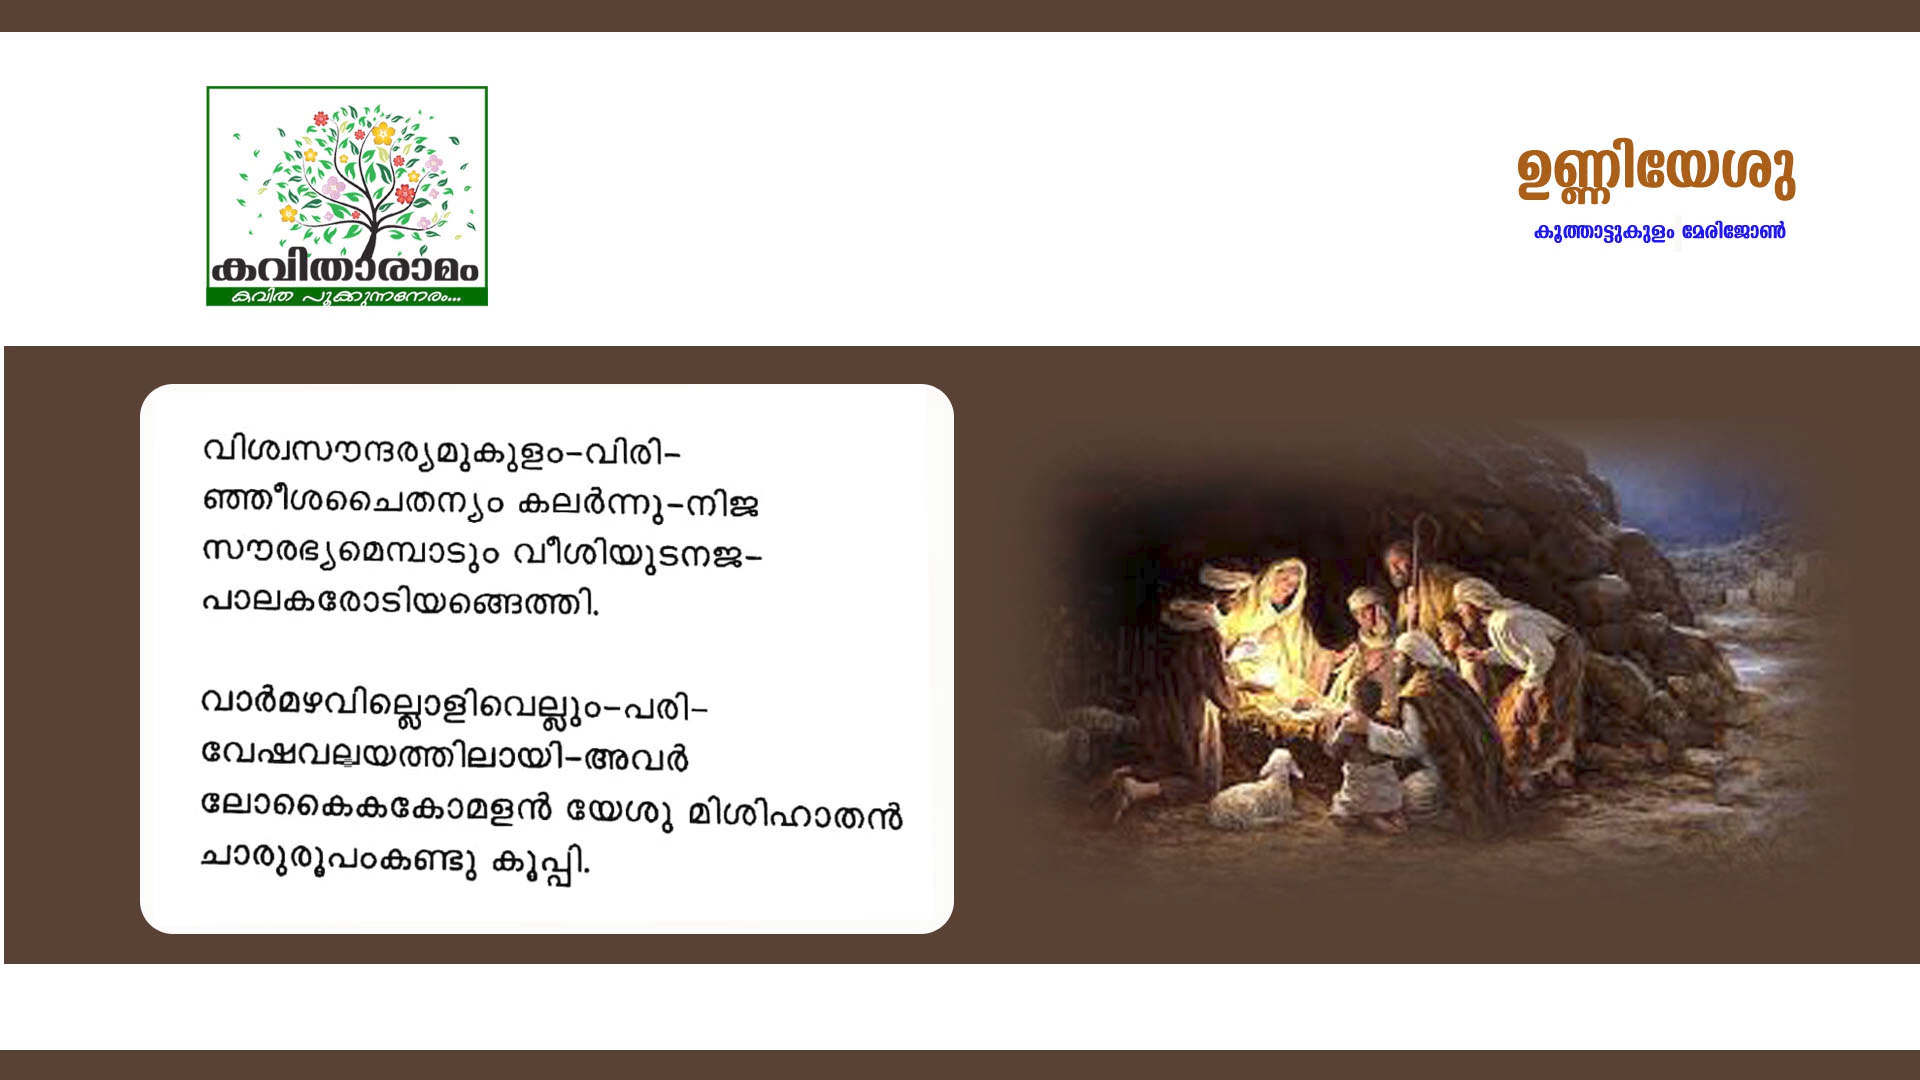 കവിതാരാമം
കവിത പൂക്കുന്നനേരം...
ഉണ്ണിയേശു
കൂത്താട്ടുകുളം മേരിജോൺ
വിശ്വസൗന്ദര്യമുകുളം-വിരി-
ഞ്ഞീശചൈതന്യം കലർന്നു-നിജ
സൗരഭ്യമെമ്പാടും വീശിയുടനജ-
പാലകരോടിയങ്ങെത്തി.
വാർമഴവില്ലൊളിവെല്ലും-പരി-
വേഷവലയത്തിലായി-അവർ
ലോകൈകകോമളൻ യേശു മിശിഹാതൻ
ചാരുരൂപംകണ്ടു കൂപ്പി.